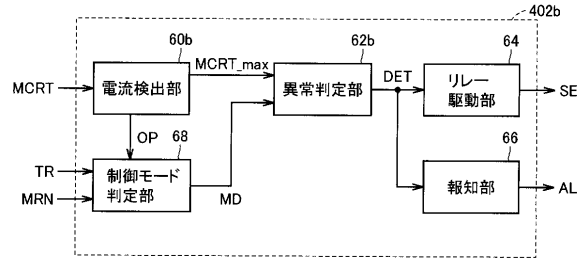 402b
60b
62b
64
MCRT
電流検出部
MCRT_max
異常判定部
DET
リレー
駆動部
SE
OP
68
TR
MRN
制御モード
判定部
MD
66
報知部
AL